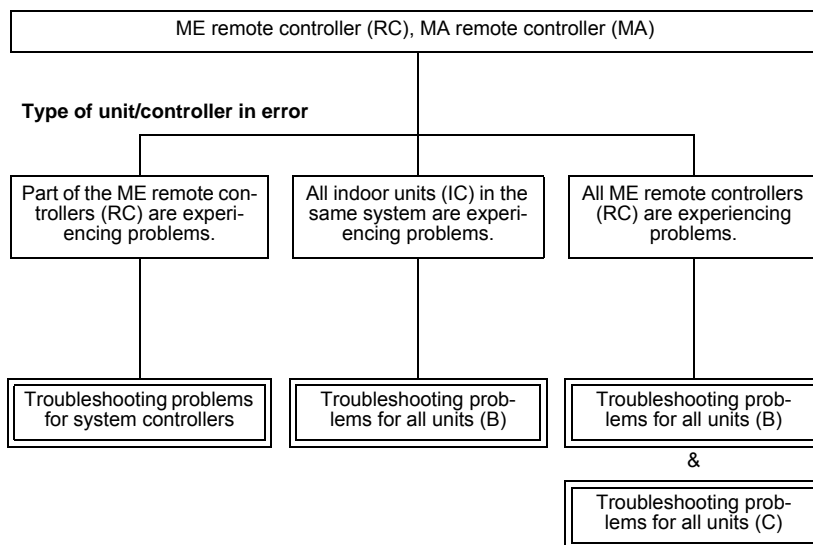 ME remote controller (RC), MA remote controller (MA)
Type of unit/controller in error
Part of the ME remote con-
trollers (RC) are experi-
encing problems.
All indoor units (IC) in the
same system are experi-
encing problems.
All ME remote controllers
(RC) are experiencing
problems.
Troubleshooting problems
for system controllers
Troubleshooting prob-
lems for all units (B)
Troubleshooting prob-
lems for all units (B)
&
Troubleshooting prob-
lems for all units (C)